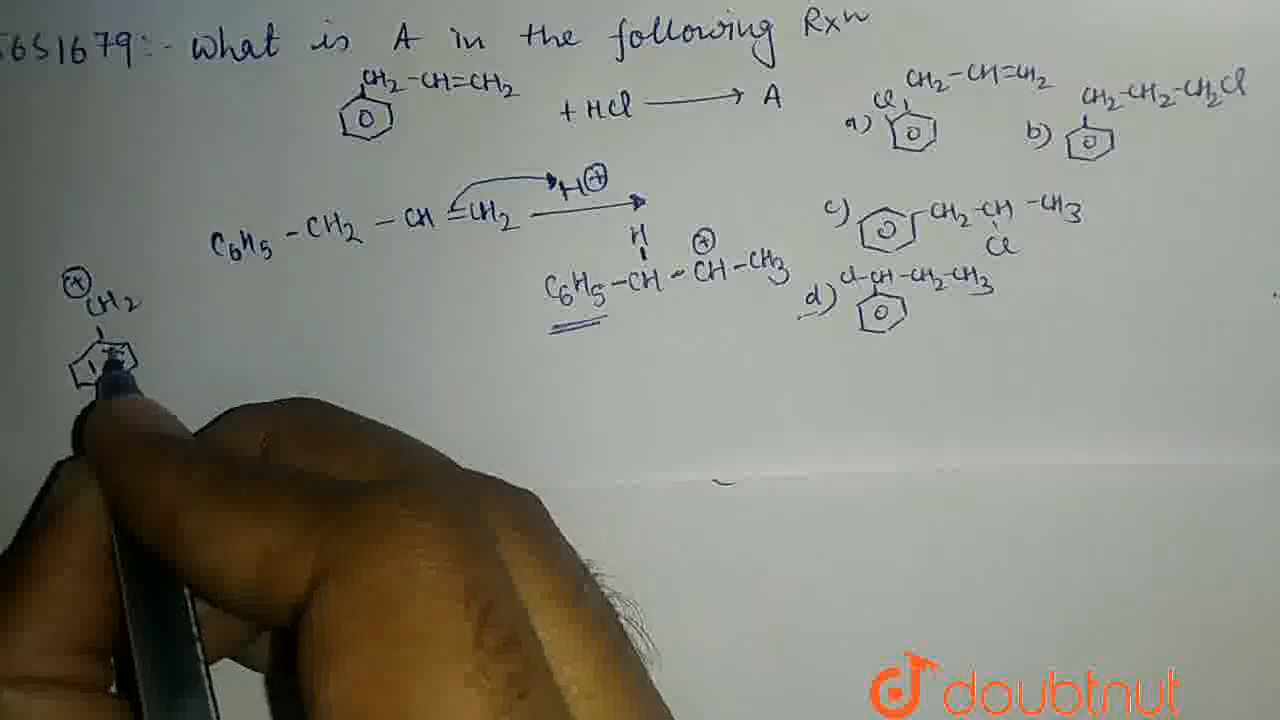 5651679:- What is A in the following Rxn
CH2-CH=CH2
+ HCl → A
a) Cl CH2-CH=CH2
b) CH2-CH2-CH2Cl
C6H5-CH2-CH=CH2 H⊕ →
c) CH2-CH-CH3
Cl
H
C6H5-CH-CH-CH3
⊕
d) Cl-CH-CH2-CH3
⊕
CH2
doubtnut